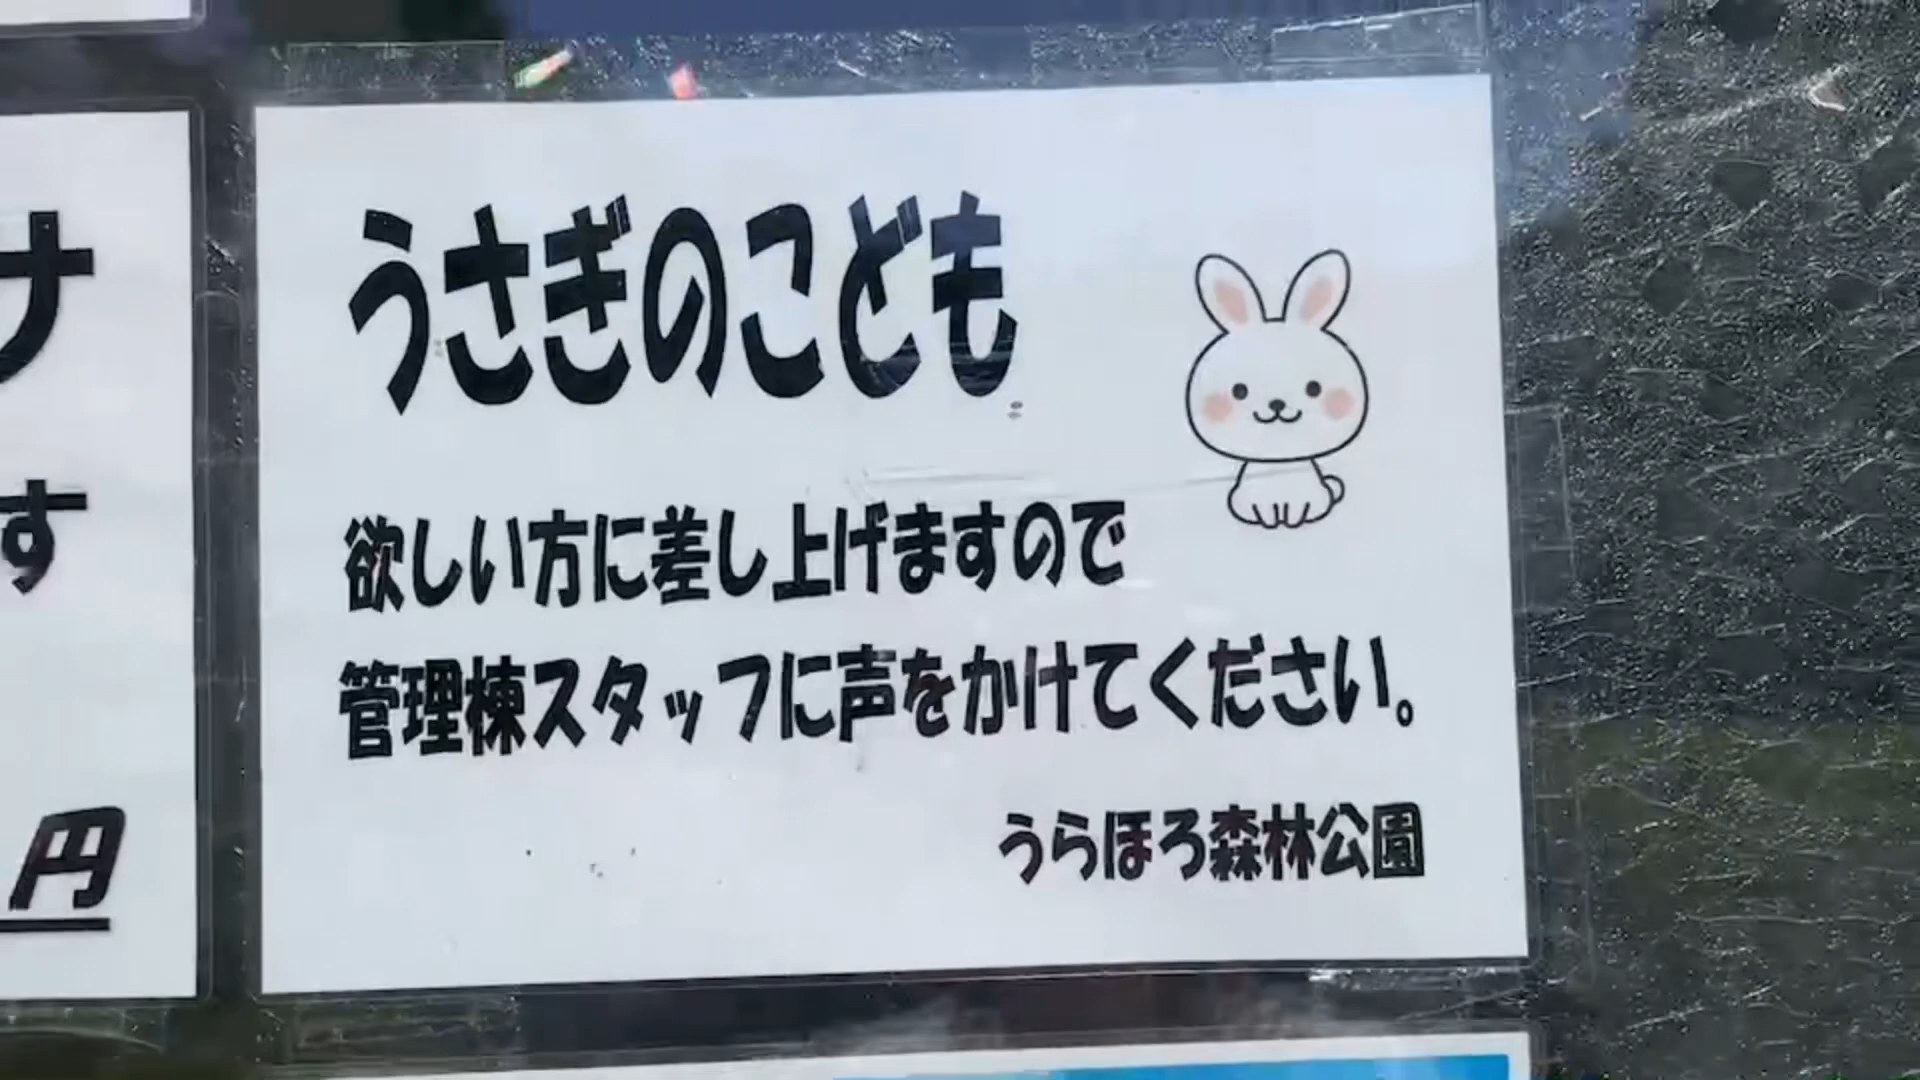 ナ
す
円
うさぎのこども
欲しい方に差し上げますので
管理棟スタッフに声をかけてください。
うらほろ森林公園